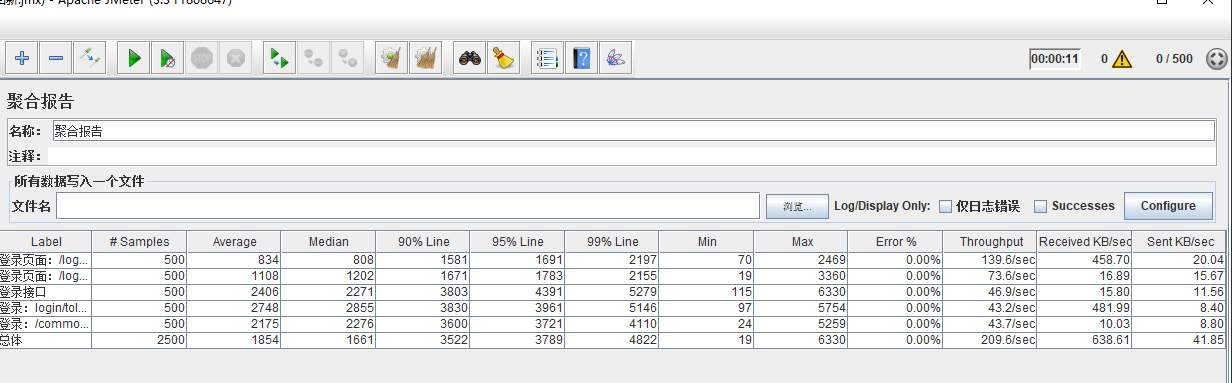 - Apache JMeter (3.3 r1808647)
STOP
00:00:11 0 0 / 500
聚合报告
名称： 聚合报告
注释：
所有数据写入一个文件
文件名 浏览... Log/Display Only: 仅日志错误 Successes Configure
Label # Samples Average Median 90% Line 95% Line 99% Line Min Max Error % Throughput Received KB/sec Sent KB/sec
登录页面：/log... 500 834 808 1581 1691 2197 70 2469 0.00% 139.6/sec 458.70 20.04
登录页面：/log... 500 1108 1202 1671 1783 2155 19 3360 0.00% 73.6/sec 16.89 15.67
登录接口 500 2406 2271 3803 4391 5279 115 6330 0.00% 46.9/sec 15.80 11.56
登录：login/tol... 500 2748 2855 3830 3961 5146 97 5754 0.00% 43.2/sec 481.99 8.40
登录：/commo... 500 2175 2276 3600 3721 4110 24 5259 0.00% 43.7/sec 10.03 8.80
总体 2500 1854 1661 3522 3789 4822 19 6330 0.00% 209.6/sec 638.61 41.85